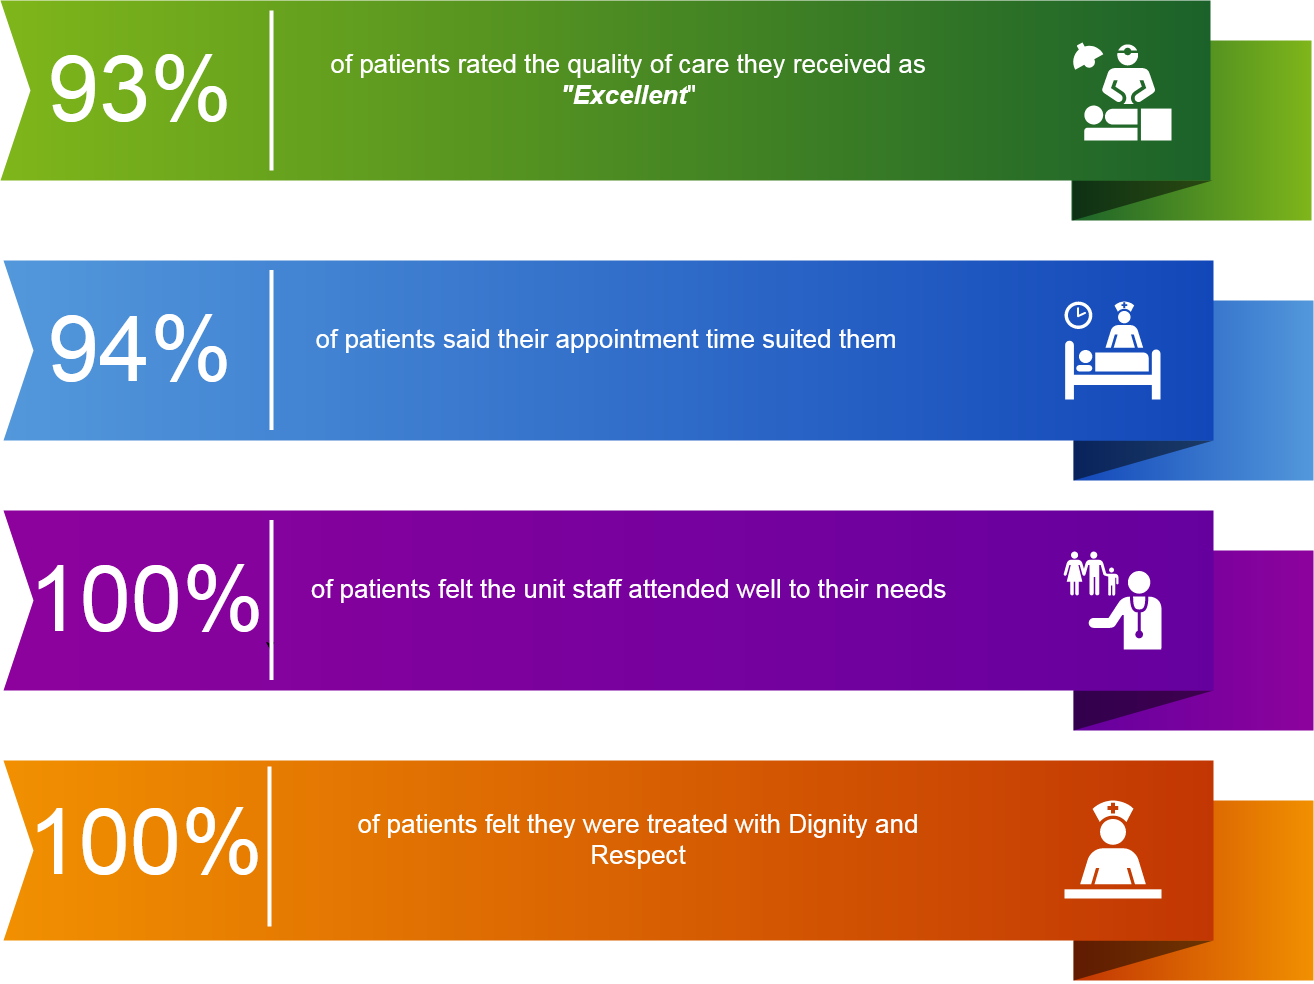 93%
of patients rated the quality of care they received as
"Excellent"
94%
of patients said their appointment time suited them
100%
of patients felt the unit staff attended well to their needs
100%
of patients felt they were treated with Dignity and
Respect